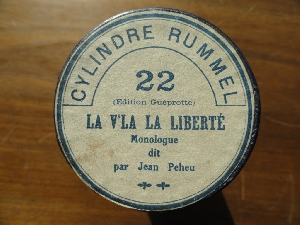 CYLINDRE RUMMEL
22
(Edition Guéprotte)
LA V'LA LA LIBERTÉ
Monologue
dit
par Jean Peheu